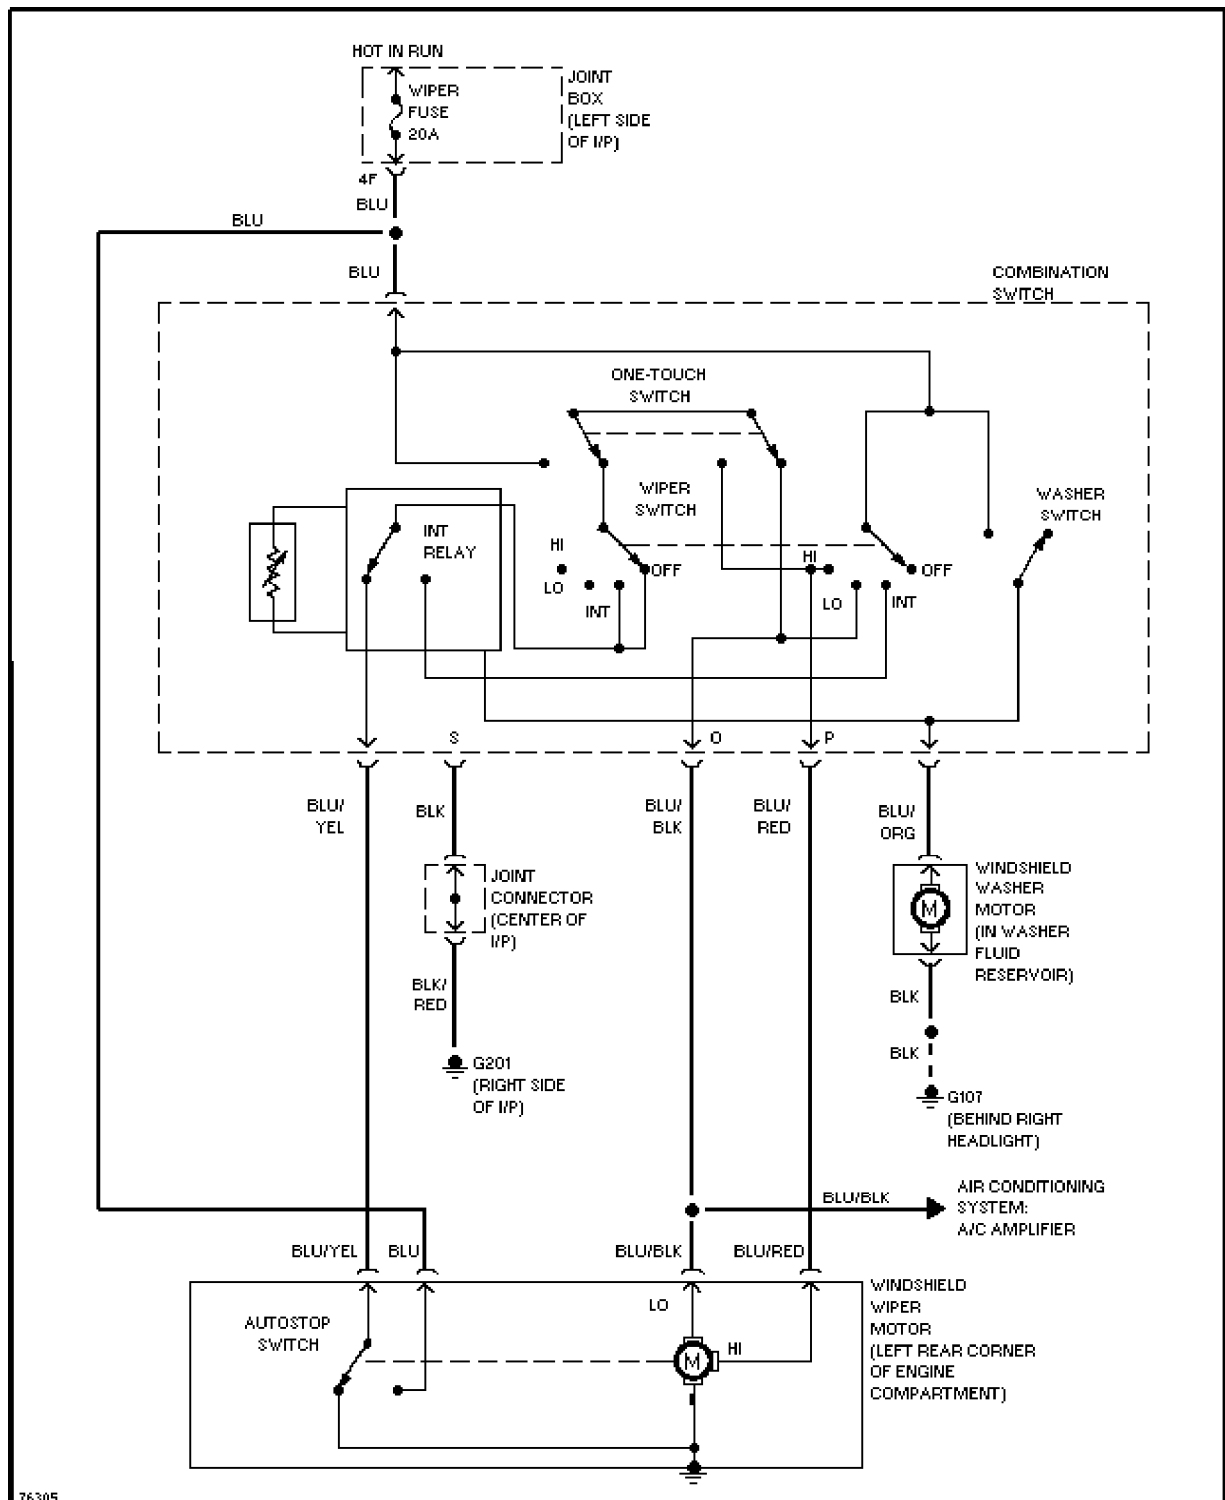 HOT IN RUN
WIPER
FUSE
20A
JOINT
BOX
(LEFT SIDE
OF I/P)
4F
BLU
BLU
BLU
COMBINATION
SWITCH
ONE-TOUCH
SWITCH
WIPER
SWITCH
WASHER
SWITCH
INT
RELAY
HI
LO
INT
OFF
HI
LO
INT
OFF
S
O
P
BLU/
YEL
BLK
BLU/
BLK
BLU/
RED
BLU/
ORG
JOINT
CONNECTOR
(CENTER OF
I/P)
WINDSHIELD
WASHER
MOTOR
(IN WASHER
FLUID
RESERVOIR)
M
BLK/
RED
BLK
BLK
G201
(RIGHT SIDE
OF I/P)
G107
(BEHIND RIGHT
HEADLIGHT)
BLU/BLK
AIR CONDITIONING
SYSTEM:
A/C AMPLIFIER
BLU/YEL
BLU
BLU/BLK
BLU/RED
LO
HI
M
AUTOSTOP
SWITCH
WINDSHIELD
WIPER
MOTOR
(LEFT REAR CORNER
OF ENGINE
COMPARTMENT)
76305